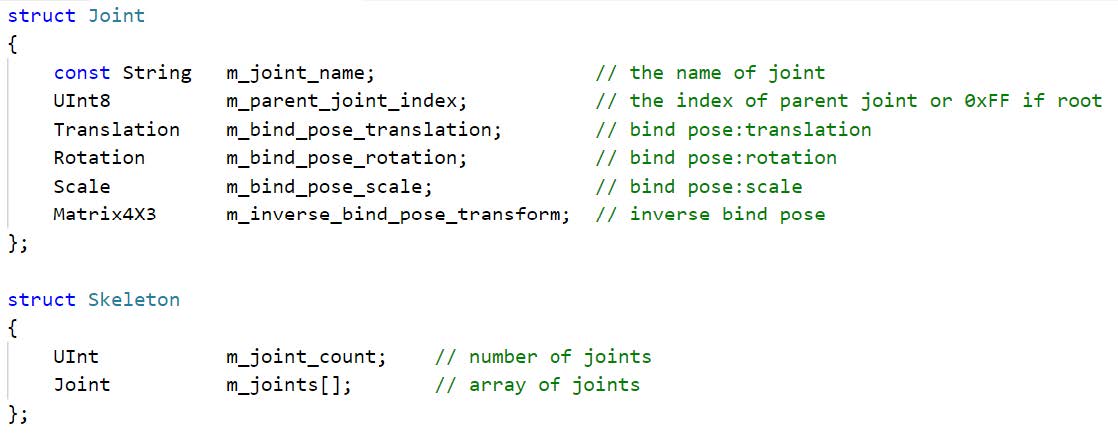 struct Joint
{
const String m_joint_name; // the name of joint
UInt8 m_parent_joint_index; // the index of parent joint or 0xFF if root
Translation m_bind_pose_translation; // bind pose:translation
Rotation m_bind_pose_rotation; // bind pose:rotation
Scale m_bind_pose_scale; // bind pose:scale
Matrix4X3 m_inverse_bind_pose_transform; // inverse bind pose
};
struct Skeleton
{
UInt m_joint_count; // number of joints
Joint m_joints[]; // array of joints
};